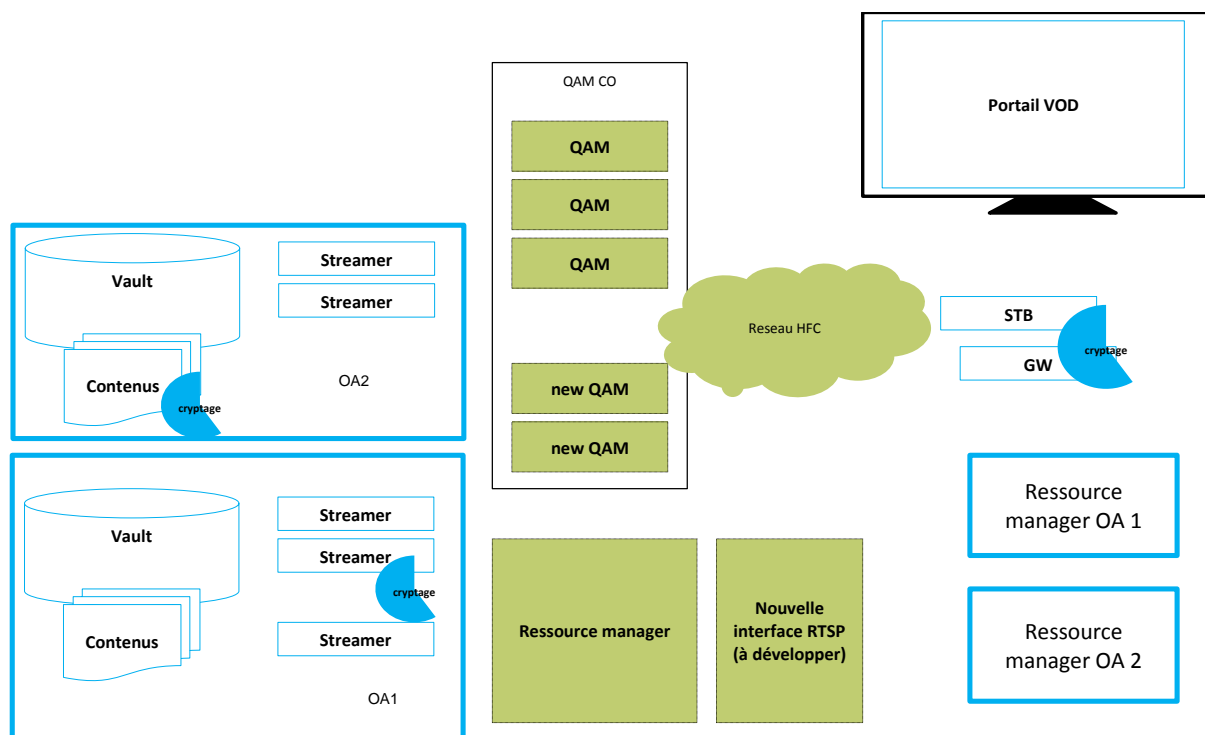 QAM CO
QAM
QAM
QAM
new QAM
new QAM
Portail VOD
Vault
Contenus
cryptage
Streamer
Streamer
OA2
Reseau HFC
STB
GW
cryptage
Vault
Contenus
Streamer
Streamer
cryptage
Streamer
OA1
Ressource manager
Nouvelle
interface RTSP
(à développer)
Ressource
manager OA 1
Ressource
manager OA 2